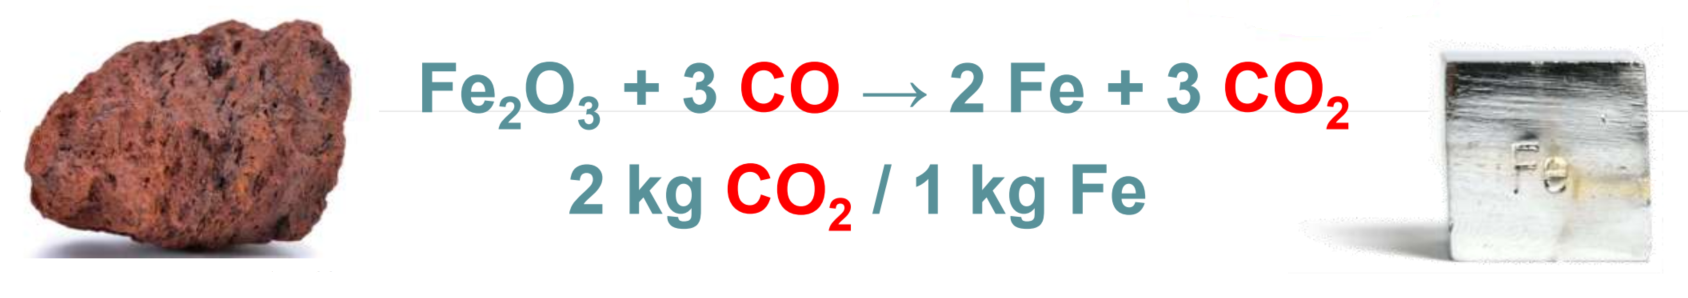 Fe₂O₃ + 3 CO → 2 Fe + 3 CO₂
2 kg CO₂ / 1 kg Fe
Fe